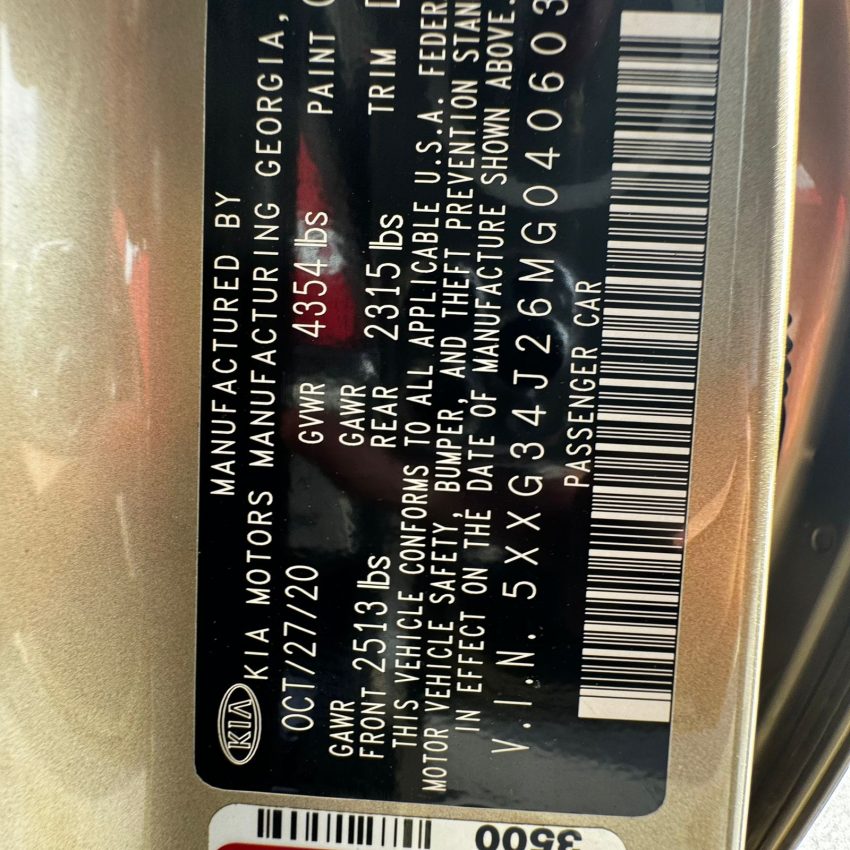 MANUFACTURED BY
KIA KIA MOTORS MANUFACTURING GEORGIA,
OCT/27/20 GVWR 4354 lbs PAINT
GAWR GAWR
FRONT 2513 lbs REAR 2315 lbs TRIM
THIS VEHICLE CONFORMS TO ALL APPLICABLE U.S.A. FEDER
MOTOR VEHICLE SAFETY, BUMPER, AND THEFT PREVENTION STAN
IN EFFECT ON THE DATE OF MANUFACTURE SHOWN ABOVE.
V.I.N. 5XXG34J26MG040603
PASSENGER CAR
3500